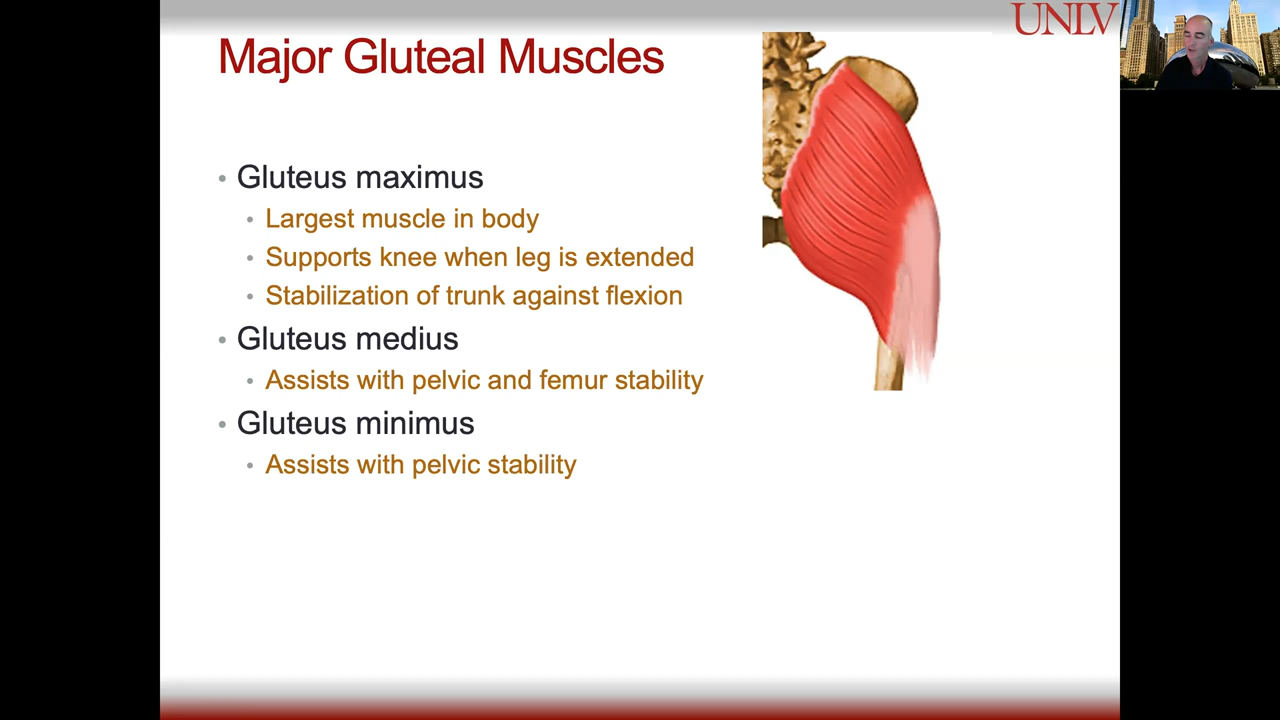 UNLV
Major Gluteal Muscles
• Gluteus maximus
• Largest muscle in body
• Supports knee when leg is extended
• Stabilization of trunk against flexion
• Gluteus medius
• Assists with pelvic and femur stability
• Gluteus minimus
• Assists with pelvic stability